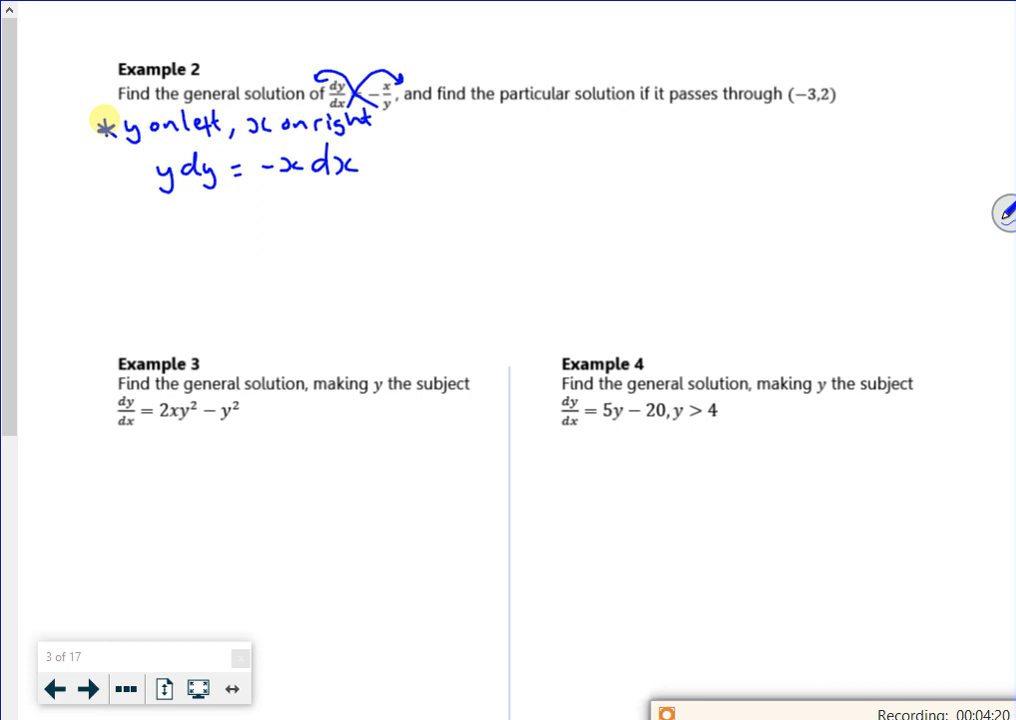 Example 2
Find the general solution of dy/dx = -x/y, and find the particular solution if it passes through (−3,2)
* y on left, x on right
y dy = -x dx
Example 3
Find the general solution, making y the subject
dy/dx = 2xy² − y²
Example 4
Find the general solution, making y the subject
dy/dx = 5y − 20, y > 4
3 of 17
Recording: 00:04:20